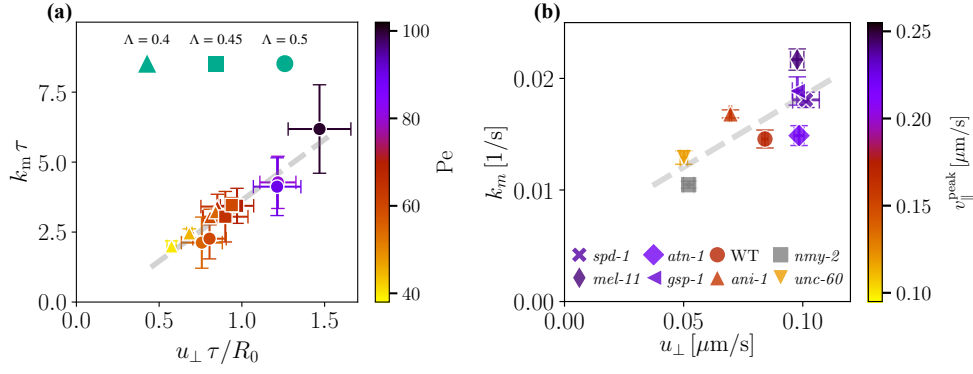 (a)
Λ = 0.4 Λ = 0.45 Λ = 0.5
7.5
5.0
2.5
0.0
k_m τ
0.0 0.5 1.0 1.5
u_⊥ τ/R_0
100
80
60
40
Pe
(b)
0.02
0.01
0.00
k_m [1/s]
spd-1 atn-1 WT nmy-2
mel-11 gsp-1 ani-1 unc-60
0.00 0.05 0.10
u_⊥ [μm/s]
0.25
0.20
0.15
0.10
v_∥^peak [μm/s]